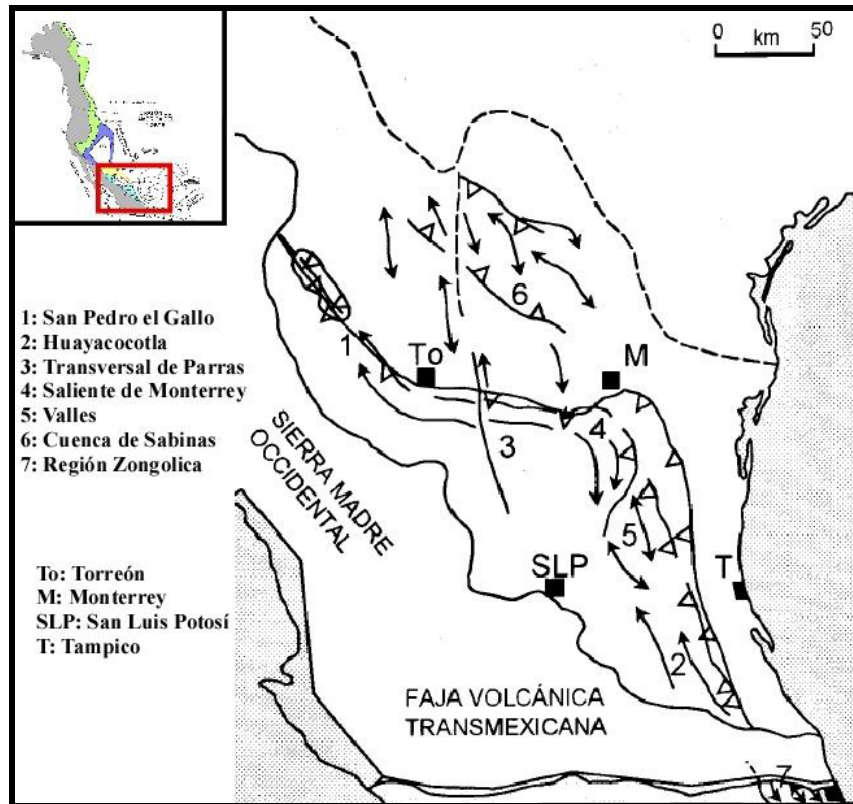 0 50
km
1: San Pedro el Gallo
2: Huayacocotla
3: Transversal de Parras
4: Saliente de Monterrey
5: Valles
6: Cuenca de Sabinas
7: Región Zongolica
To: Torreón
M: Monterrey
SLP: San Luis Potosí
T: Tampico
6
1
To
M
3
4
SIERRA MADRE
OCCIDENTAL
5
SLP
T
2
FAJA VOLCÁNICA
TRANSMEXICANA
7